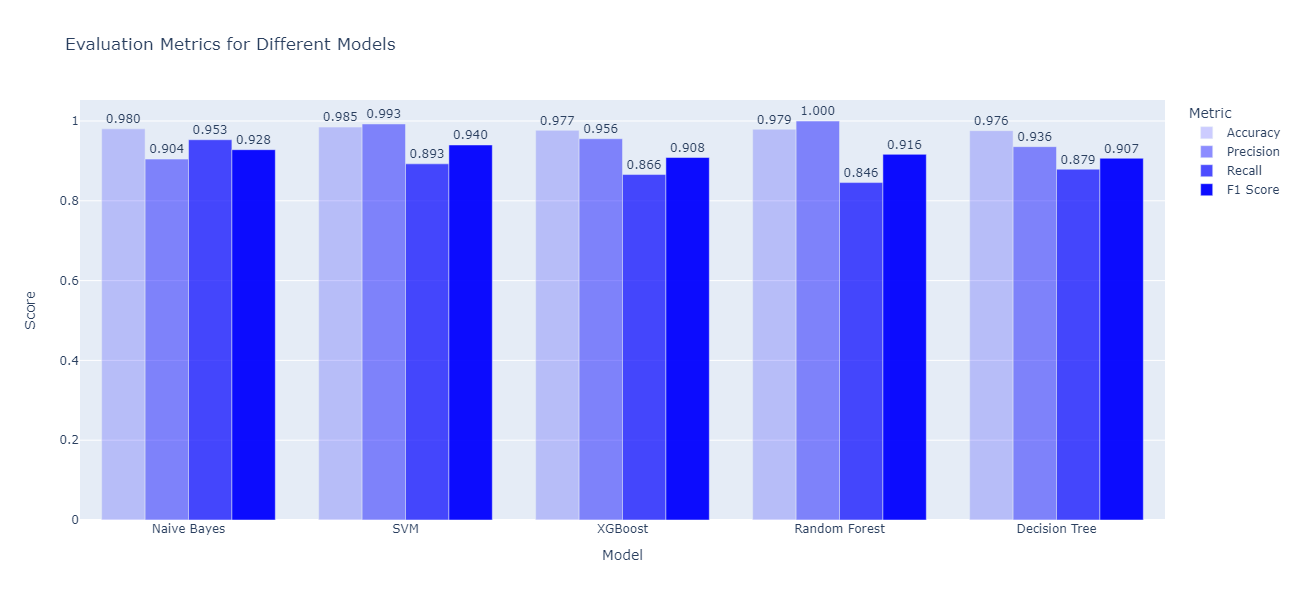 Evaluation Metrics for Different Models
Metric
Accuracy
Precision
Recall
F1 Score
Score
1
0.8
0.6
0.4
0.2
0
0.980 0.904 0.953 0.928
0.985 0.993 0.893 0.940
0.977 0.956 0.866 0.908
0.979 1.000 0.846 0.916
0.976 0.936 0.879 0.907
Naive Bayes SVM XGBoost Random Forest Decision Tree
Model